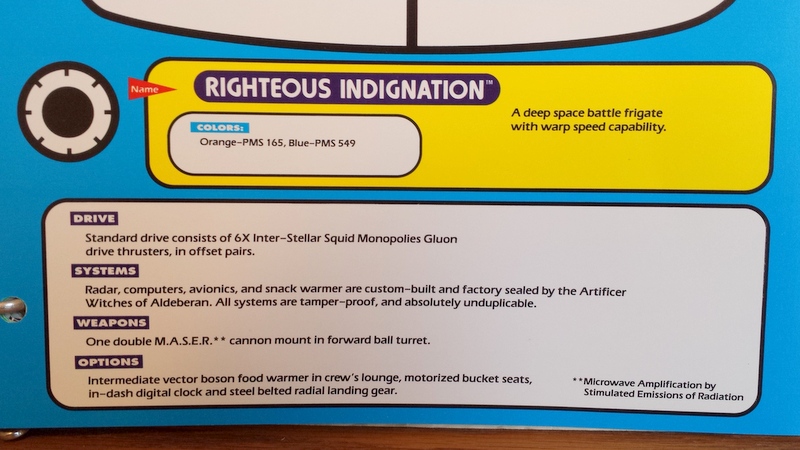 Name
RIGHTEOUS INDIGNATION™
COLORS:
Orange-PMS 165, Blue-PMS 549
A deep space battle frigate
with warp speed capability.
DRIVE
Standard drive consists of 6X Inter-Stellar Squid Monopolies Gluon
drive thrusters, in offset pairs.
SYSTEMS
Radar, computers, avionics, and snack warmer are custom-built and factory sealed by the Artificer
Witches of Aldeberan. All systems are tamper-proof, and absolutely unduplicable.
WEAPONS
One double M.A.S.E.R.** cannon mount in forward ball turret.
OPTIONS
Intermediate vector boson food warmer in crew's lounge, motorized bucket seats,
in-dash digital clock and steel belted radial landing gear.
**Microwave Amplification by
Stimulated Emissions of Radiation